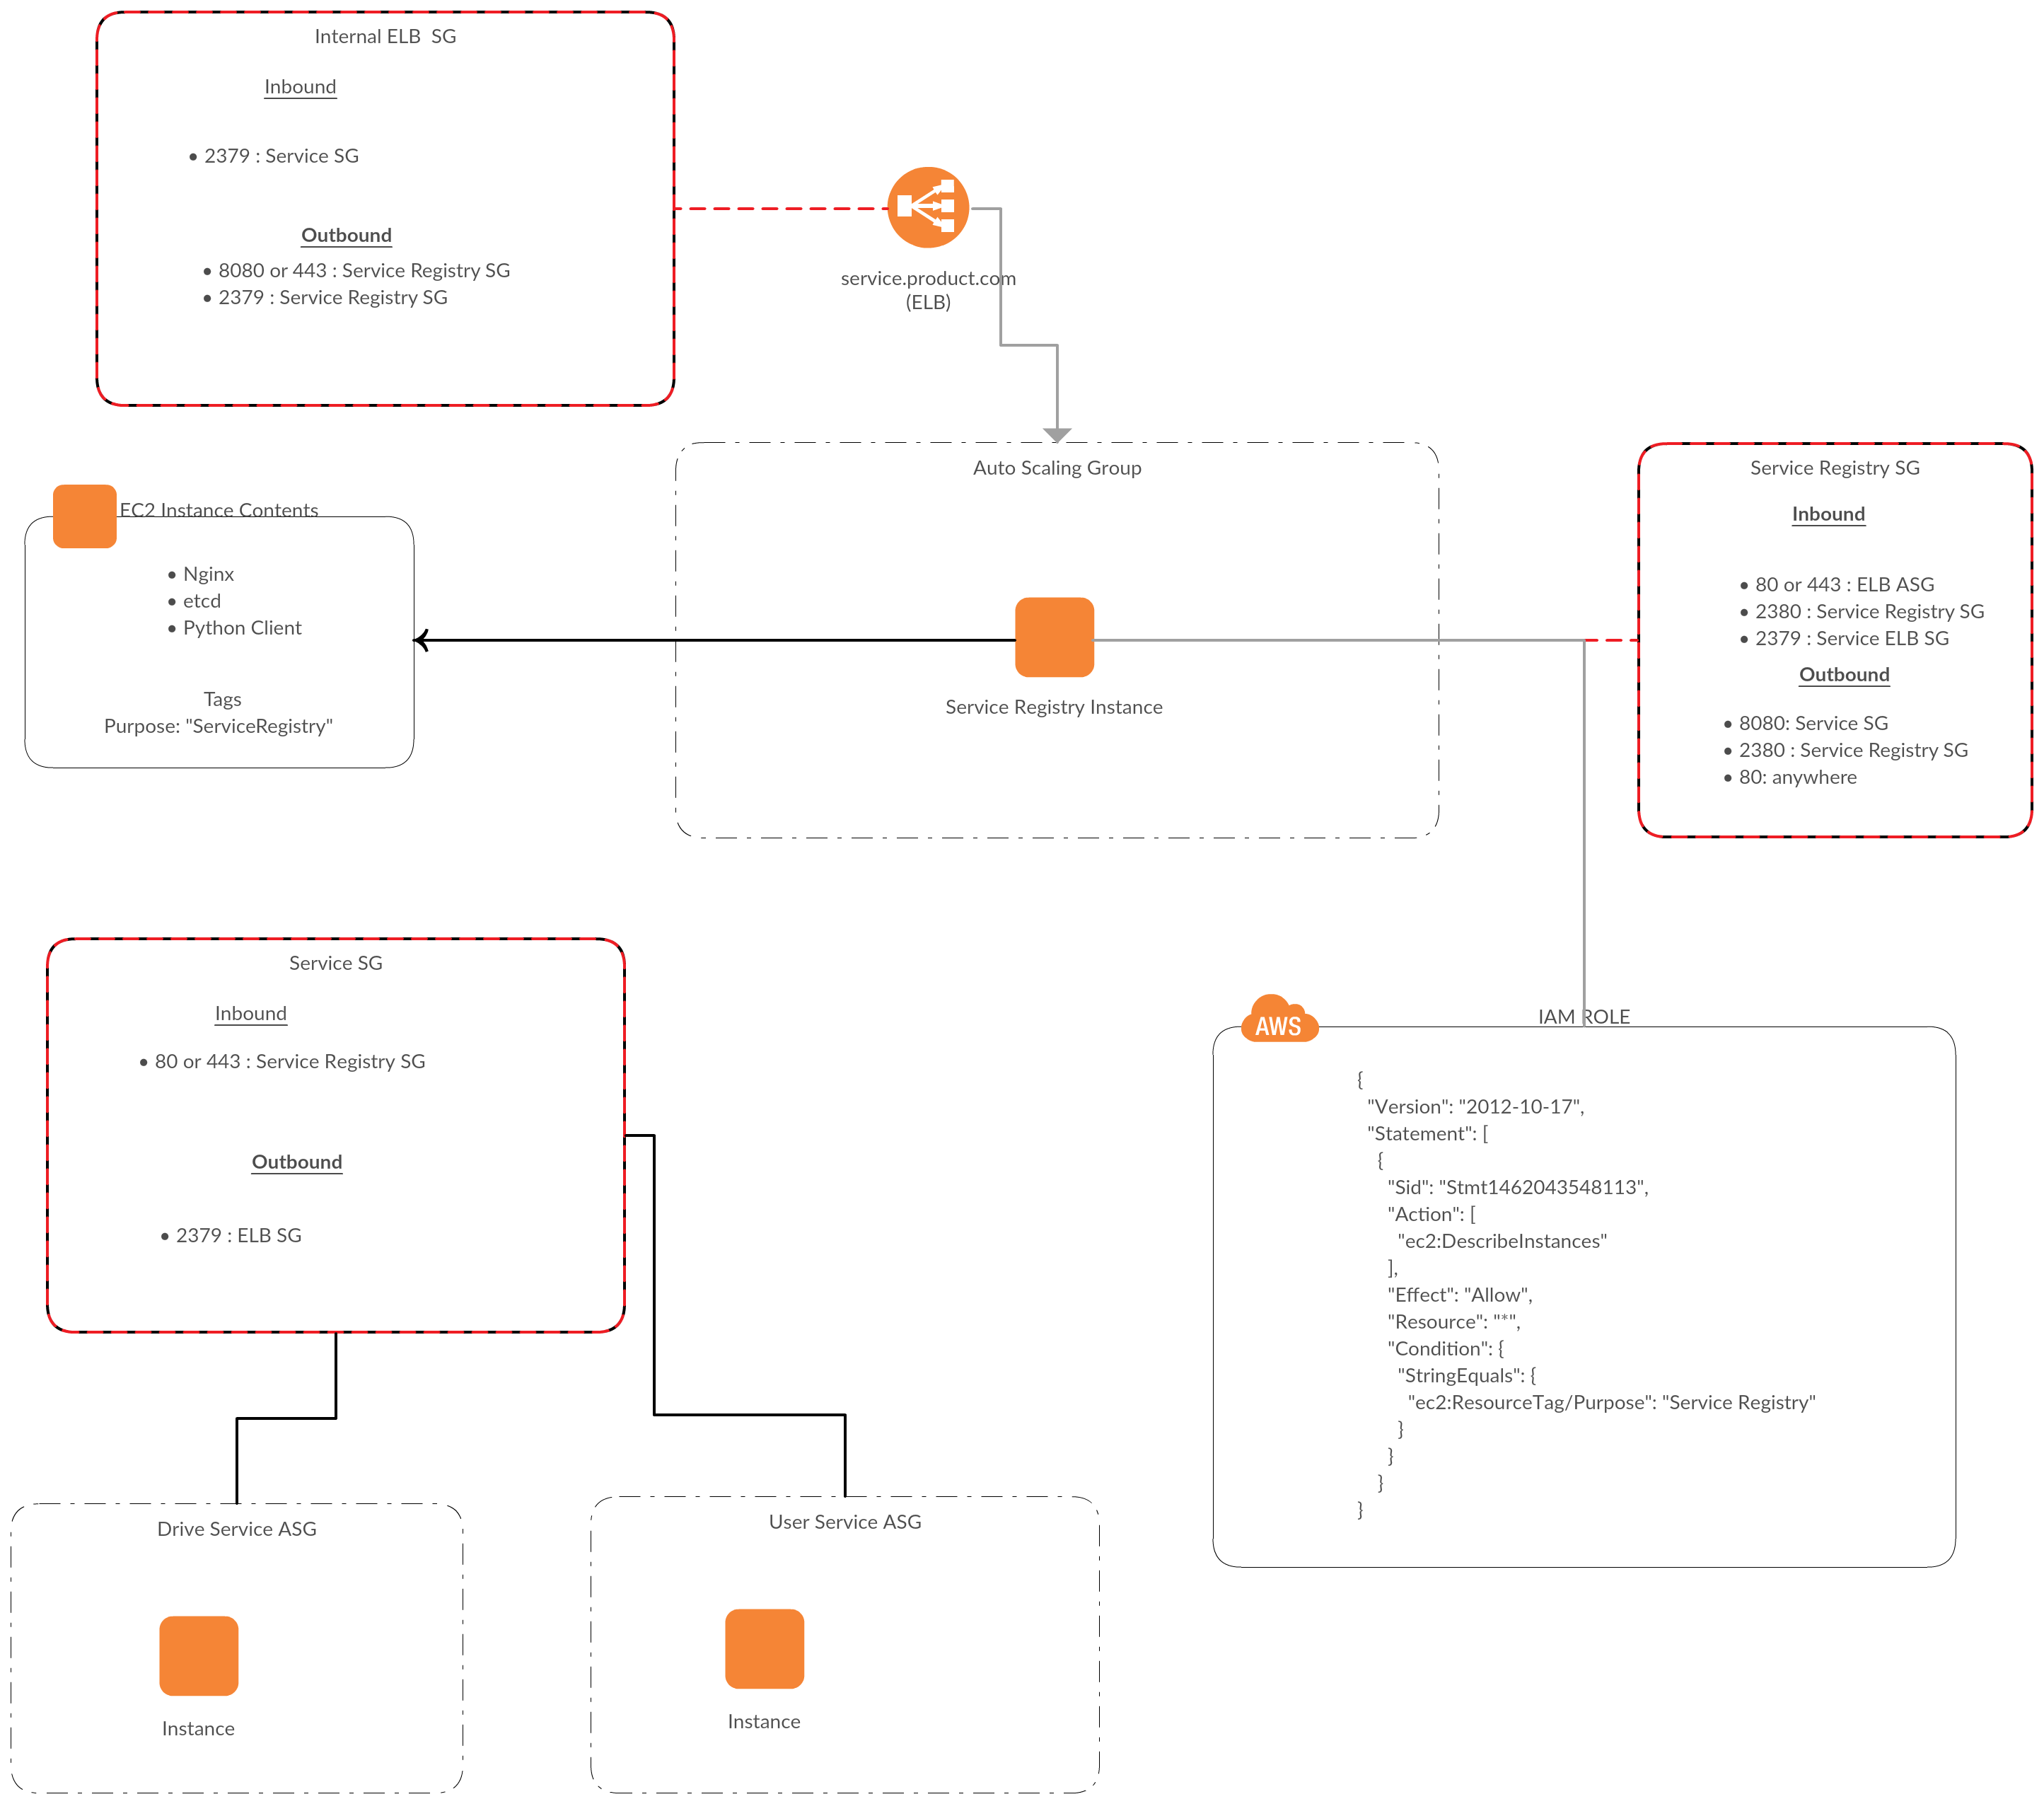 Internal ELB  SG
Inbound
• 2379 : Service SG
Outbound
• 8080 or 443 : Service Registry SG
• 2379 : Service Registry SG
service.product.com
(ELB)
Auto Scaling Group
Service Registry Instance
EC2 Instance Contents
• Nginx
• etcd
• Python Client
Tags
Purpose: "ServiceRegistry"
Service Registry SG
Inbound
• 80 or 443 : ELB ASG
• 2380 : Service Registry SG
• 2379 : Service ELB SG
Outbound
• 8080: Service SG
• 2380 : Service Registry SG
• 80: anywhere
Service SG
Inbound
• 80 or 443 : Service Registry SG
Outbound
• 2379 : ELB SG
AWS
IAM ROLE
{
  "Version": "2012-10-17",
  "Statement": [
    {
      "Sid": "Stmt1462043548113",
      "Action": [
        "ec2:DescribeInstances"
      ],
      "Effect": "Allow",
      "Resource": "*",
      "Condition": {
        "StringEquals": {
          "ec2:ResourceTag/Purpose": "Service Registry"
        }
      }
    }
}
Drive Service ASG
Instance
User Service ASG
Instance